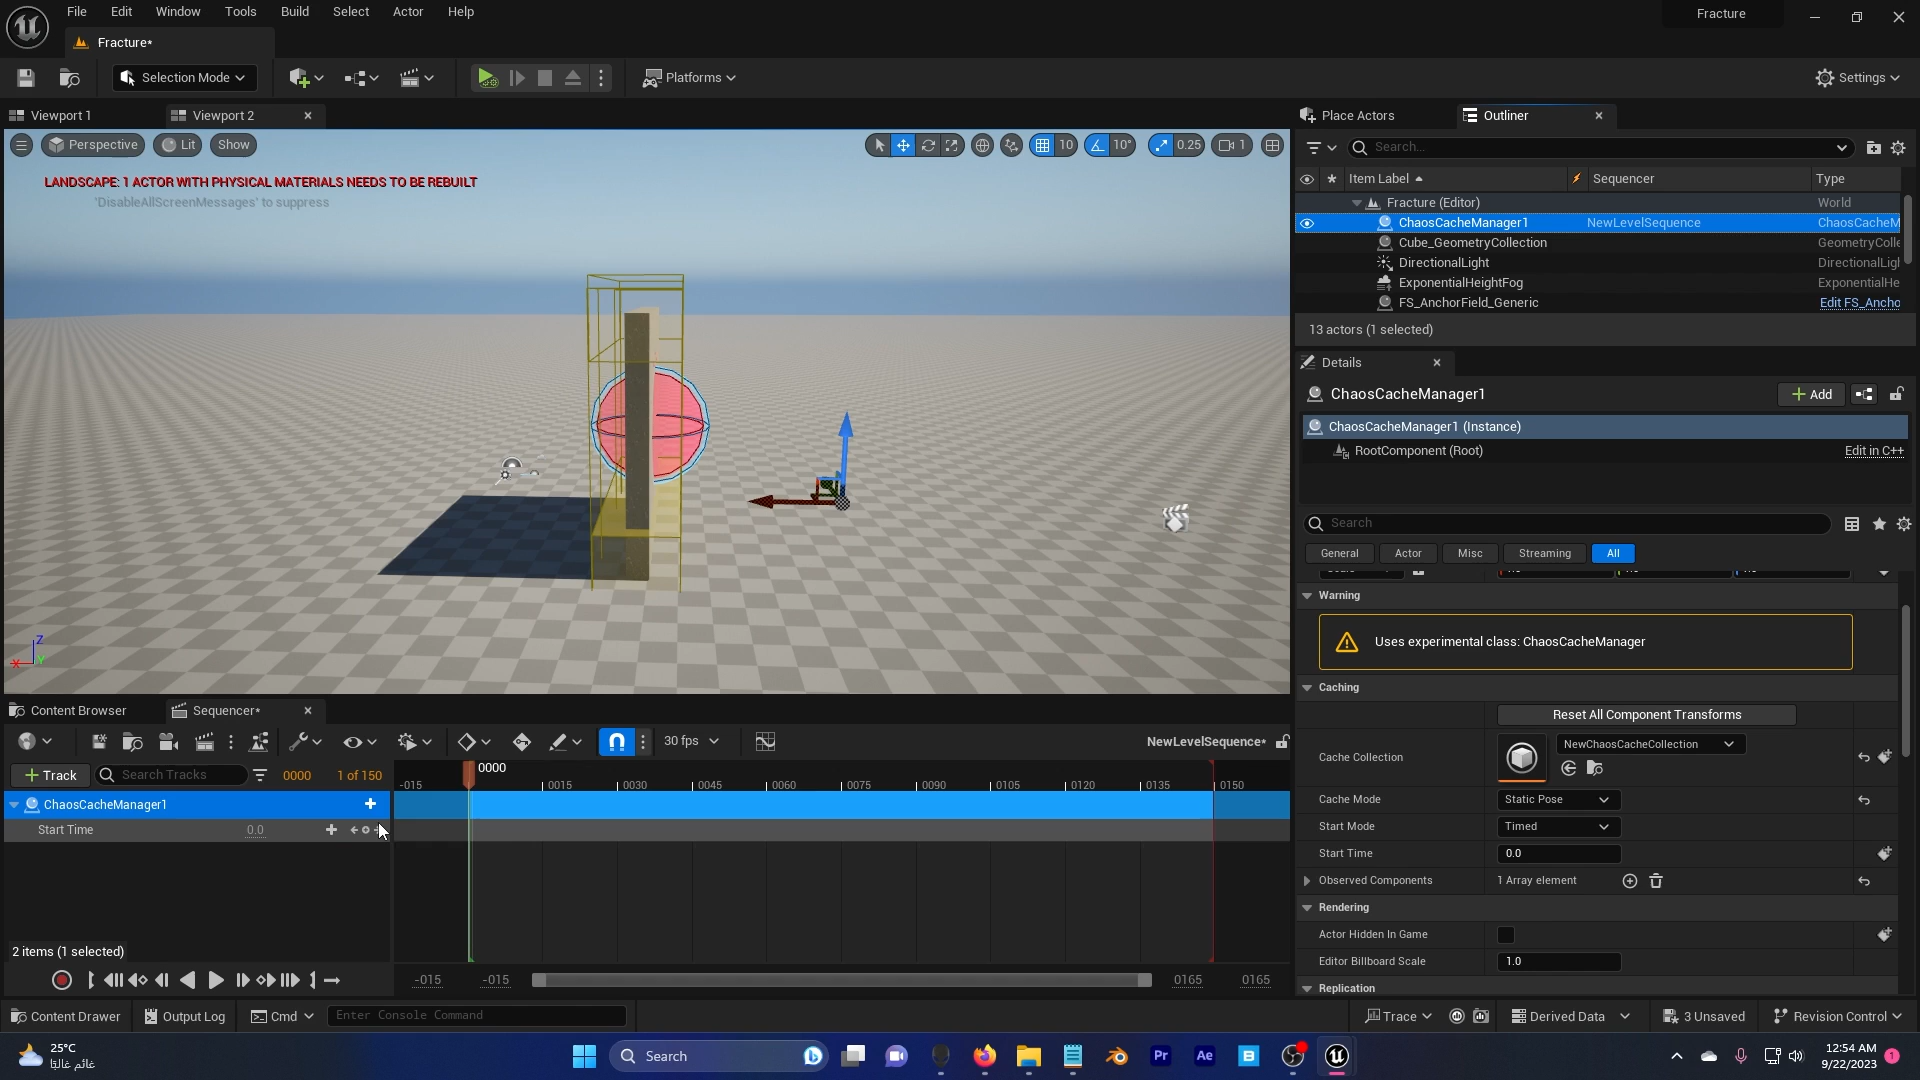 File Edit Window Tools Build Select Actor Help
Fracture
Fracture*
Selection Mode
Platforms
Settings
Viewport 1
Viewport 2
Perspective
Lit
Show
10
10°
0.25
1
LANDSCAPE: 1 ACTOR WITH PHYSICAL MATERIALS NEEDS TO BE REBUILT
'DisableAllScreenMessages' to suppress
Z
X
Y
Place Actors
Outliner
Search...
Item Label
Sequencer
Type
Fracture (Editor) World
ChaosCacheManager1 NewLevelSequence ChaosCacheM
Cube_GeometryCollection GeometryColle
DirectionalLight DirectionalLigh
ExponentialHeightFog ExponentialHe
FS_AnchorField_Generic Edit FS_Ancho
13 actors (1 selected)
Details
ChaosCacheManager1
Add
ChaosCacheManager1 (Instance)
RootComponent (Root) Edit in C++
Search
General Actor Misc Streaming All
Warning
Uses experimental class: ChaosCacheManager
Caching
Reset All Component Transforms
Cache Collection NewChaosCacheCollection
Cache Mode Static Pose
Start Mode Timed
Start Time 0.0
Observed Components 1 Array element
Rendering
Actor Hidden In Game
Editor Billboard Scale 1.0
Replication
Content Browser
Sequencer*
30 fps
NewLevelSequence*
Track
Search Tracks
0000
1 of 150
0000
-015 0015 0030 0045 0060 0075 0090 0105 0120 0135 0150
ChaosCacheManager1
Start Time 0.0
2 items (1 selected)
-015 -015 0165 0165
Content Drawer
Output Log
Cmd
Enter Console Command
Trace
Derived Data
3 Unsaved
Revision Control
25°C
غائم غالبًا
Search
Pr
Ae
B
12:54 AM
9/22/2023
1